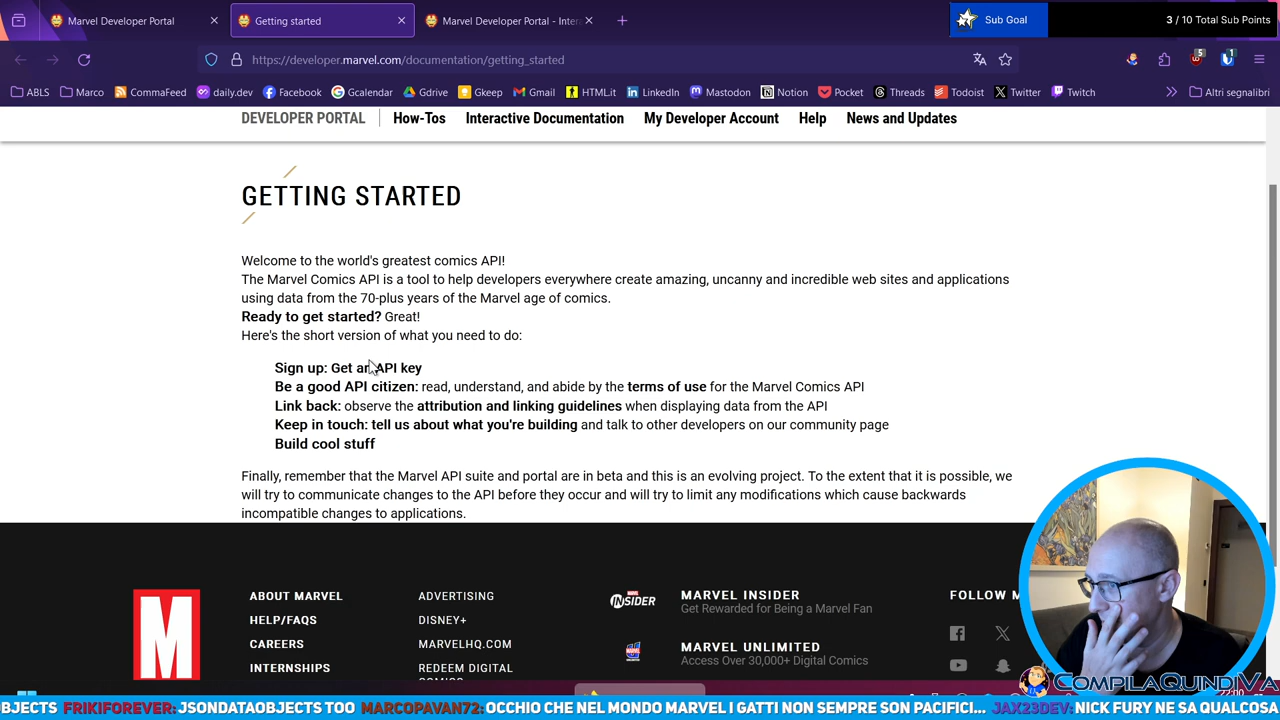 Marvel Developer Portal
Getting started
Marvel Developer Portal - Inter
Sub Goal
3 / 10 Total Sub Points
https://developer.marvel.com/documentation/getting_started
5
1
ABLS
Marco
CommaFeed
daily.dev
Facebook
Gcalendar
Gdrive
Gkeep
Gmail
HTML.it
LinkedIn
Mastodon
Notion
Pocket
Threads
Todoist
Twitter
Twitch
Altri segnalibri
DEVELOPER PORTAL
How-Tos
Interactive Documentation
My Developer Account
Help
News and Updates
GETTING STARTED
Welcome to the world's greatest comics API!
The Marvel Comics API is a tool to help developers everywhere create amazing, uncanny and incredible web sites and applications
using data from the 70-plus years of the Marvel age of comics.
Ready to get started? Great!
Here's the short version of what you need to do:
Sign up: Get an API key
Be a good API citizen: read, understand, and abide by the terms of use for the Marvel Comics API
Link back: observe the attribution and linking guidelines when displaying data from the API
Keep in touch: tell us about what you're building and talk to other developers on our community page
Build cool stuff
Finally, remember that the Marvel API suite and portal are in beta and this is an evolving project. To the extent that it is possible, we
will try to communicate changes to the API before they occur and will try to limit any modifications which cause backwards
incompatible changes to applications.
M
ABOUT MARVEL
HELP/FAQS
CAREERS
INTERNSHIPS
ADVERTISING
DISNEY+
MARVELHQ.COM
REDEEM DIGITAL
INSIDER
MARVEL INSIDER
Get Rewarded for Being a Marvel Fan
MARVEL UNLIMITED
Access Over 30,000+ Digital Comics
FOLLOW M
COMPILAQUINDIVA
OBJECTS FRIKIFOREVER: JSONDATAOBJECTS TOO MARCOPAVAN72: OCCHIO CHE NEL MONDO MARVEL I GATTI NON SEMPRE SON PACIFICI... JAX23DEV: NICK FURY NE SA QUALCOSA